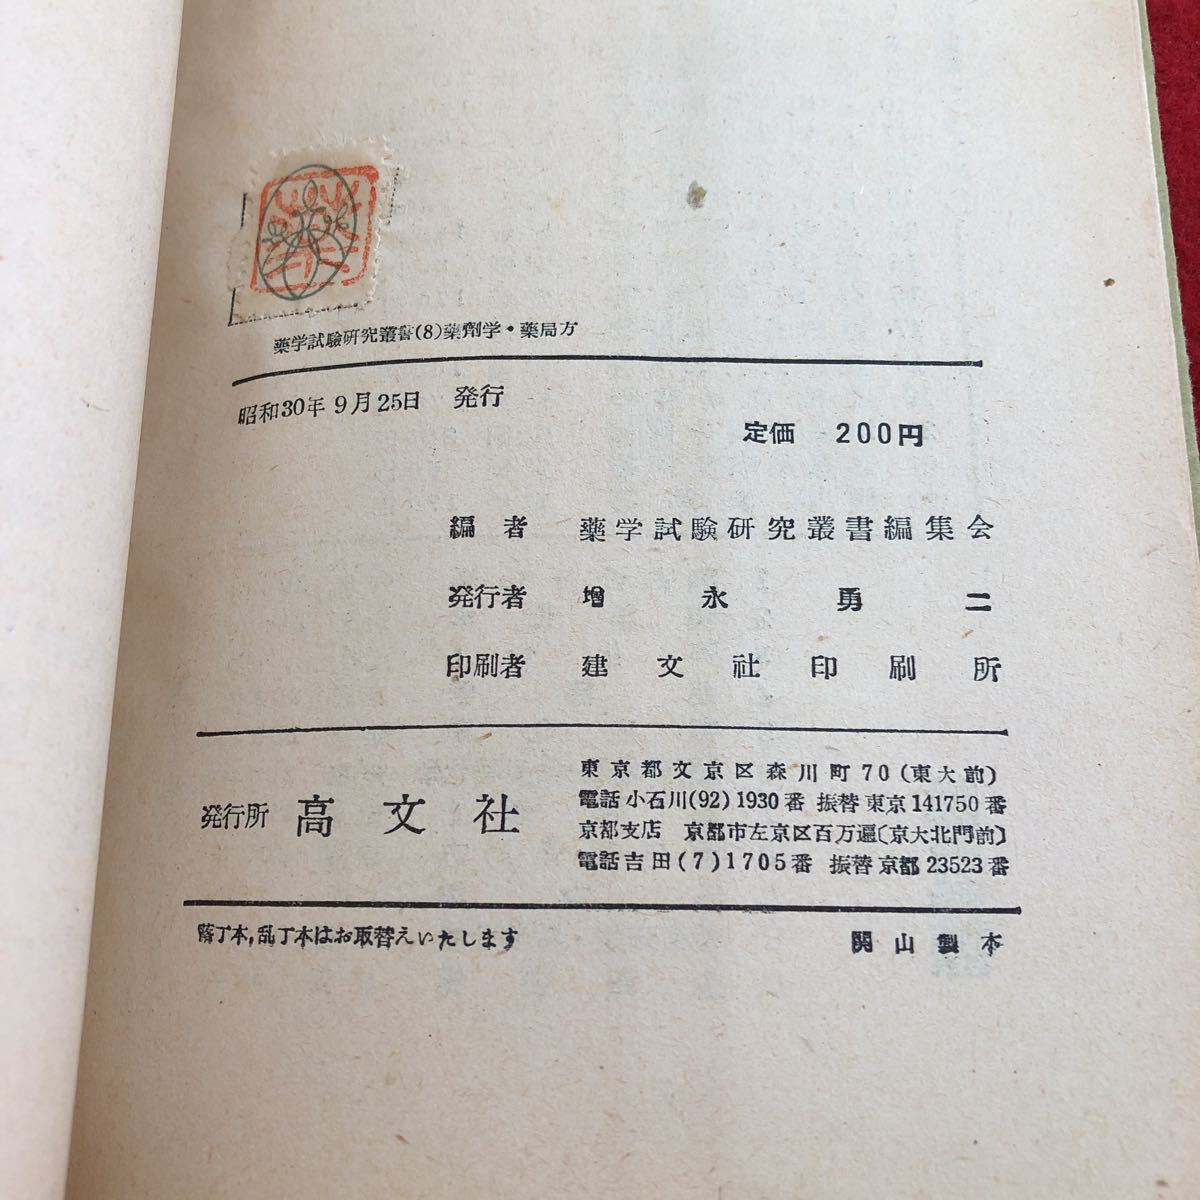 薬学試驗研究叢書(8)薬劑学・薬局方
昭和30年9月25日 発行
定価 200円
編者 薬学試験研究叢書編集会
発行者 増永勇二
印刷者 建文社印刷所
発行所 高文社
東京都文京区森川町70(東大前)
電話小石川(92)1930番 振替東京141750番
京都支店 京都市左京区百万遍〔京大北門前〕
電話吉田(7)1705番 振替京都23523番
落丁本,乱丁本はお取替えいたします
関山製本